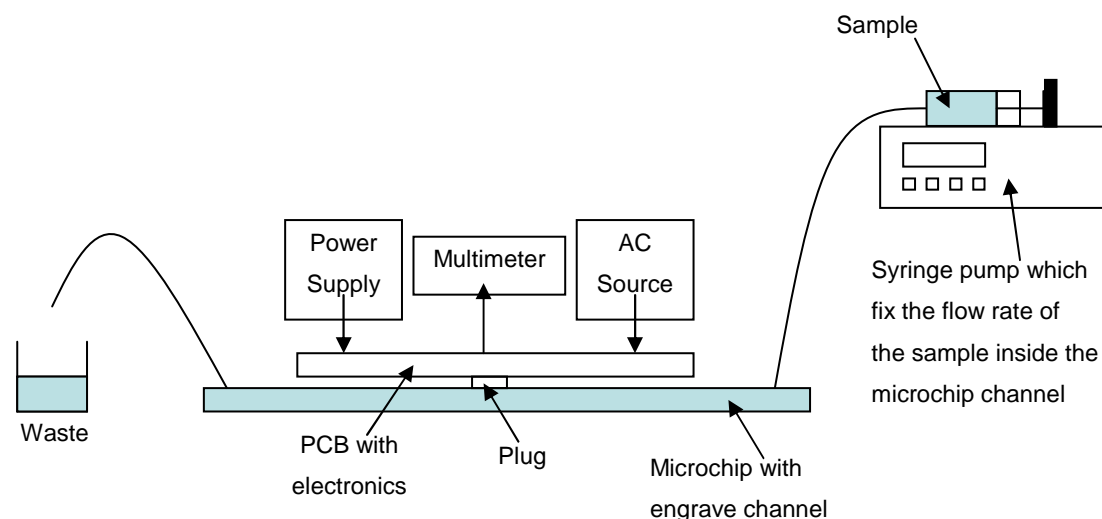 Sample
Power
Supply
Multimeter
AC
Source
Syringe pump which
fix the flow rate of
the sample inside the
microchip channel
Waste
PCB with
electronics
Plug
Microchip with
engrave channel